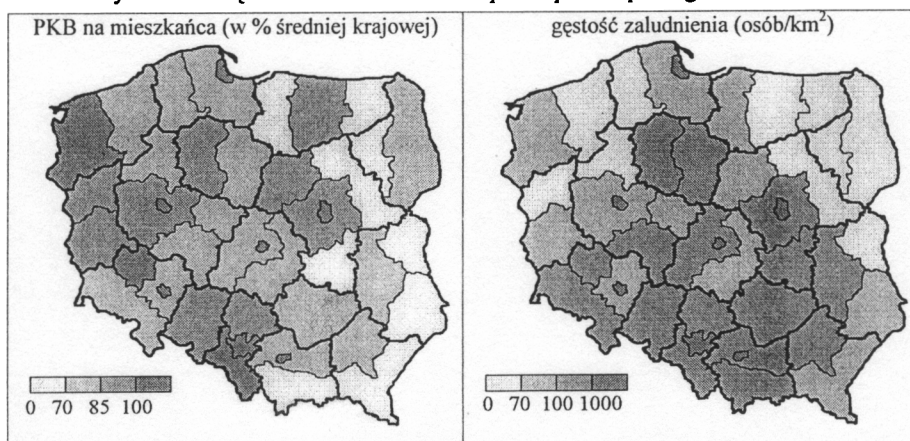 PKB na mieszkańca (w % średniej krajowej)
gęstość zaludnienia (osób/km²)
0 70 85 100
0 70 100 1000